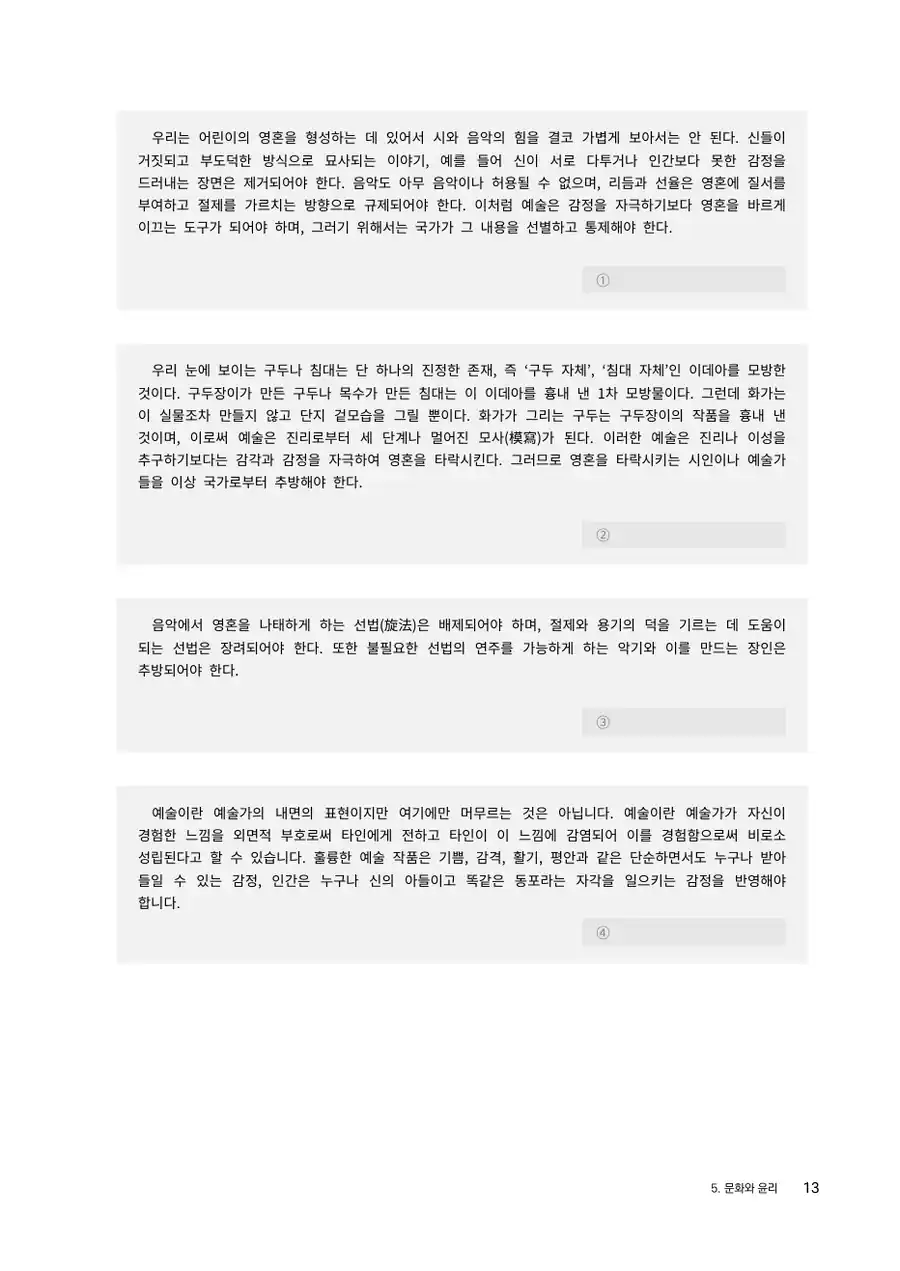 우리는 어린이의 영혼을 형성하는 데 있어서 시와 음악의 힘을 결코 가볍게 보아서는 안 된다. 신들이
거짓되고 부도덕한 방식으로 묘사되는 이야기, 예를 들어 신이 서로 다투거나 인간보다 못한 감정을
드러내는 장면은 제거되어야 한다. 음악도 아무 음악이나 허용될 수 없으며, 리듬과 선율은 영혼에 질서를
부여하고 절제를 가르치는 방향으로 규제되어야 한다. 이처럼 예술은 감정을 자극하기보다 영혼을 바르게
이끄는 도구가 되어야 하며, 그러기 위해서는 국가가 그 내용을 선별하고 통제해야 한다.
①
우리 눈에 보이는 구두나 침대는 단 하나의 진정한 존재, 즉 ‘구두 자체’, ‘침대 자체’인 이데아를 모방한
것이다. 구두장이가 만든 구두나 목수가 만든 침대는 이 이데아를 흉내 낸 1차 모방물이다. 그런데 화가는
이 실물조차 만들지 않고 단지 겉모습을 그릴 뿐이다. 화가가 그리는 구두는 구두장이의 작품을 흉내 낸
것이며, 이로써 예술은 진리로부터 세 단계나 멀어진 모사(模寫)가 된다. 이러한 예술은 진리나 이성을
추구하기보다는 감각과 감정을 자극하여 영혼을 타락시킨다. 그러므로 영혼을 타락시키는 시인이나 예술가
들을 이상 국가로부터 추방해야 한다.
②
음악에서 영혼을 나태하게 하는 선법(旋法)은 배제되어야 하며, 절제와 용기의 덕을 기르는 데 도움이
되는 선법은 장려되어야 한다. 또한 불필요한 선법의 연주를 가능하게 하는 악기와 이를 만드는 장인은
추방되어야 한다.
③
예술이란 예술가의 내면의 표현이지만 여기에만 머무르는 것은 아닙니다. 예술이란 예술가가 자신이
경험한 느낌을 외면적 부호로써 타인에게 전하고 타인이 이 느낌에 감염되어 이를 경험함으로써 비로소
성립된다고 할 수 있습니다. 훌륭한 예술 작품은 기쁨, 감격, 활기, 평안과 같은 단순하면서도 누구나 받아
들일 수 있는 감정, 인간은 누구나 신의 아들이고 똑같은 동포라는 자각을 일으키는 감정을 반영해야
합니다.
④
5. 문화와 윤리 13